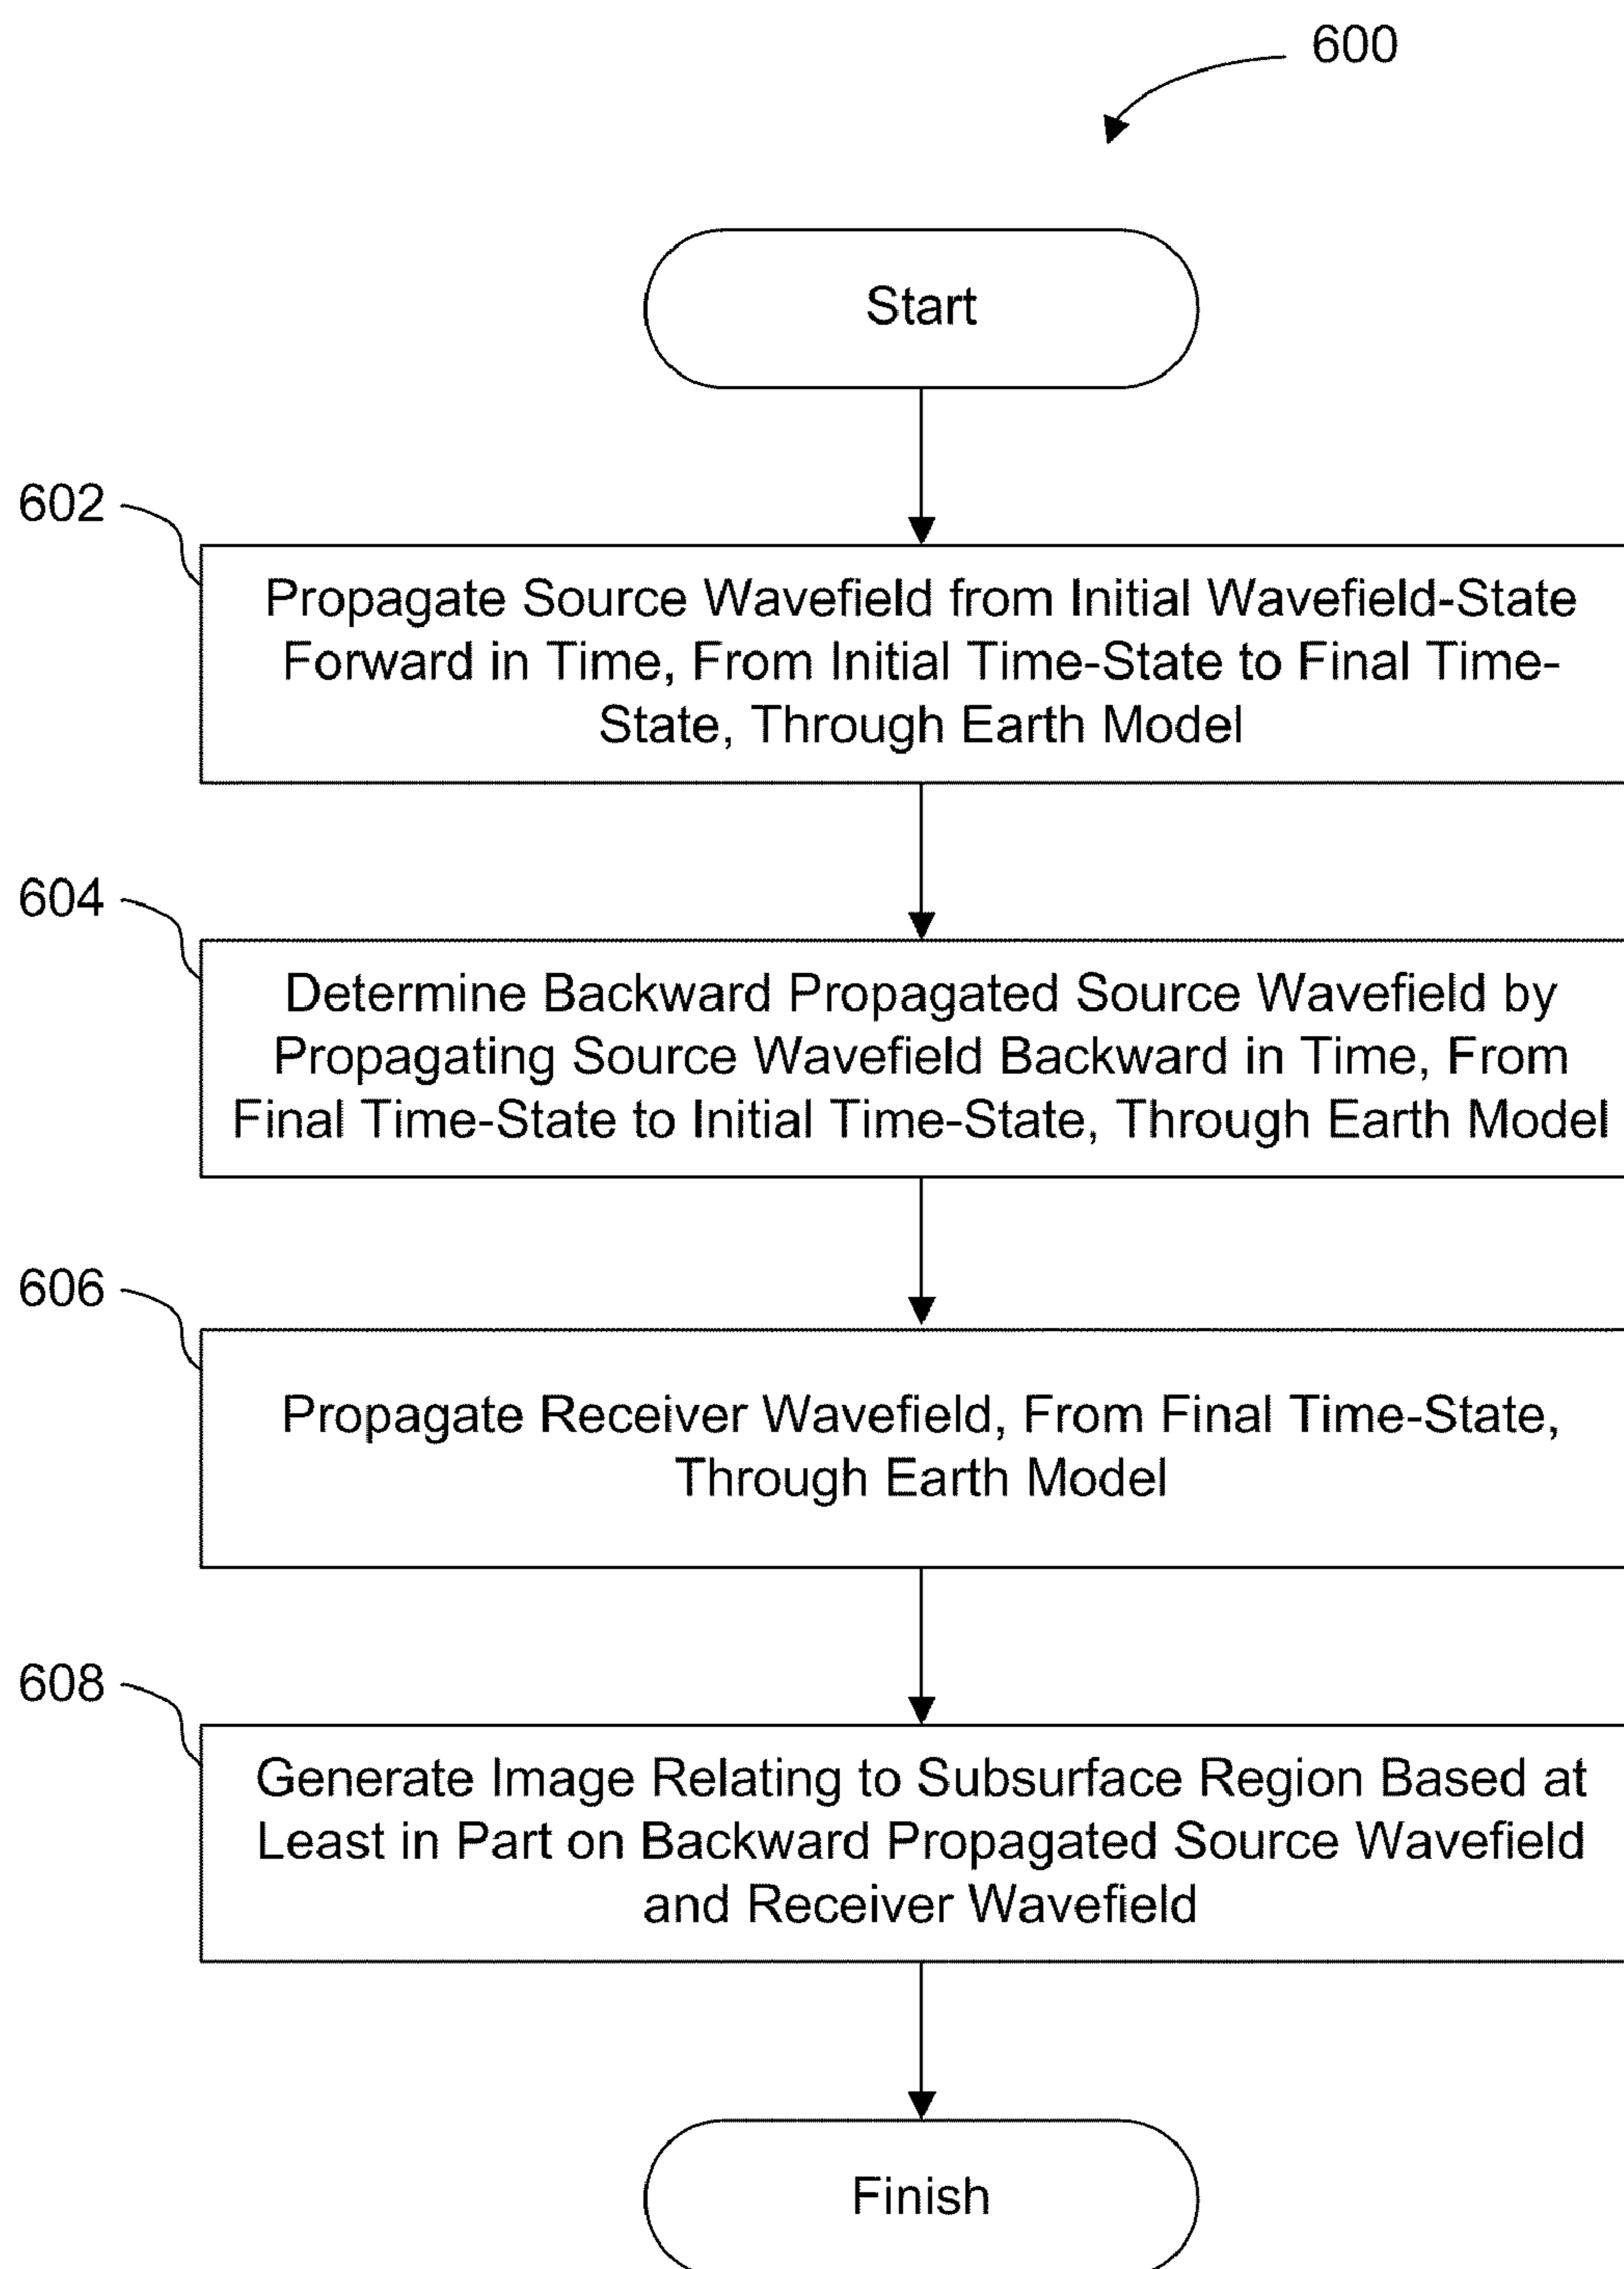 600
Start
602
Propagate Source Wavefield from Initial Wavefield-State
Forward in Time, From Initial Time-State to Final Time-
State, Through Earth Model
604
Determine Backward Propagated Source Wavefield by
Propagating Source Wavefield Backward in Time, From
Final Time-State to Initial Time-State, Through Earth Model
606
Propagate Receiver Wavefield, From Final Time-State,
Through Earth Model
608
Generate Image Relating to Subsurface Region Based at
Least in Part on Backward Propagated Source Wavefield
and Receiver Wavefield
Finish